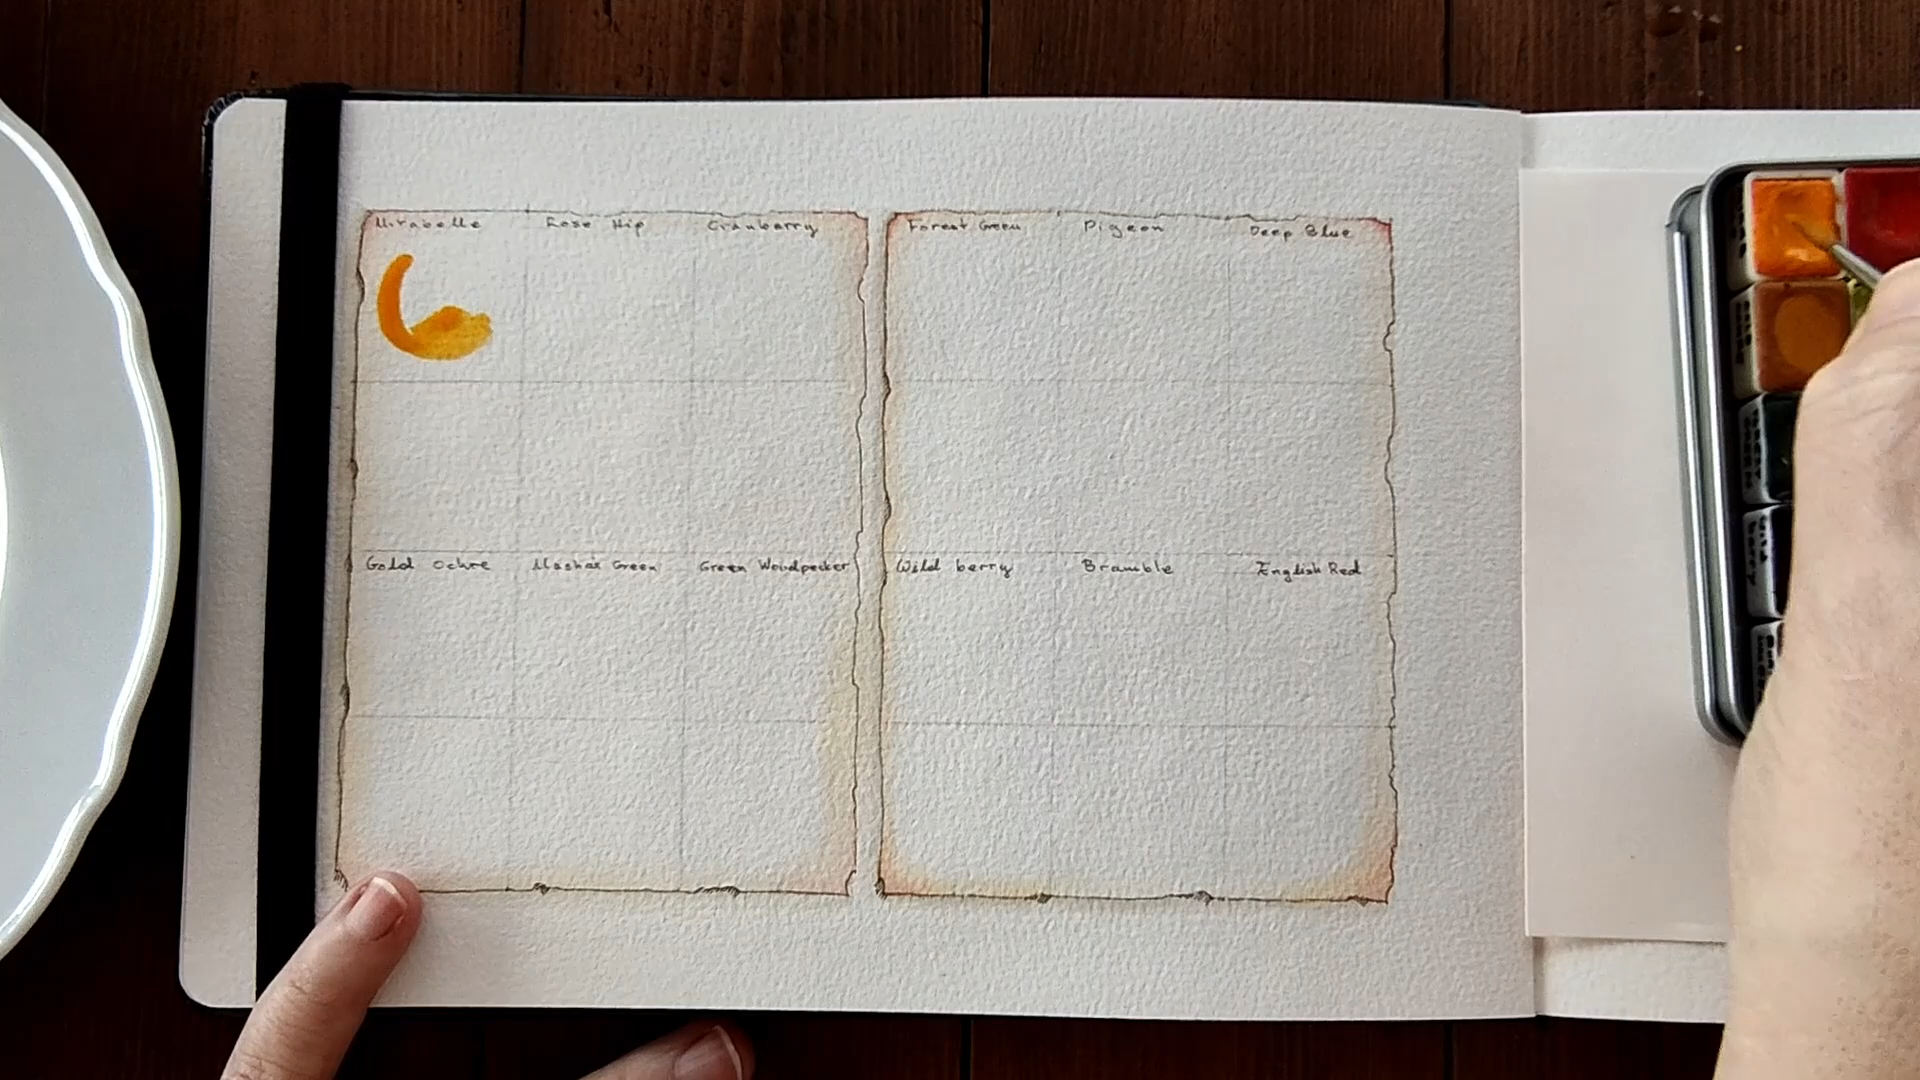 Mirabelle Rose Hip Cranberry
Forest Green Pigeon Deep Blue
Gold Ochre Masha's Green Green Woodpecker
Wild berry Bramble English Red